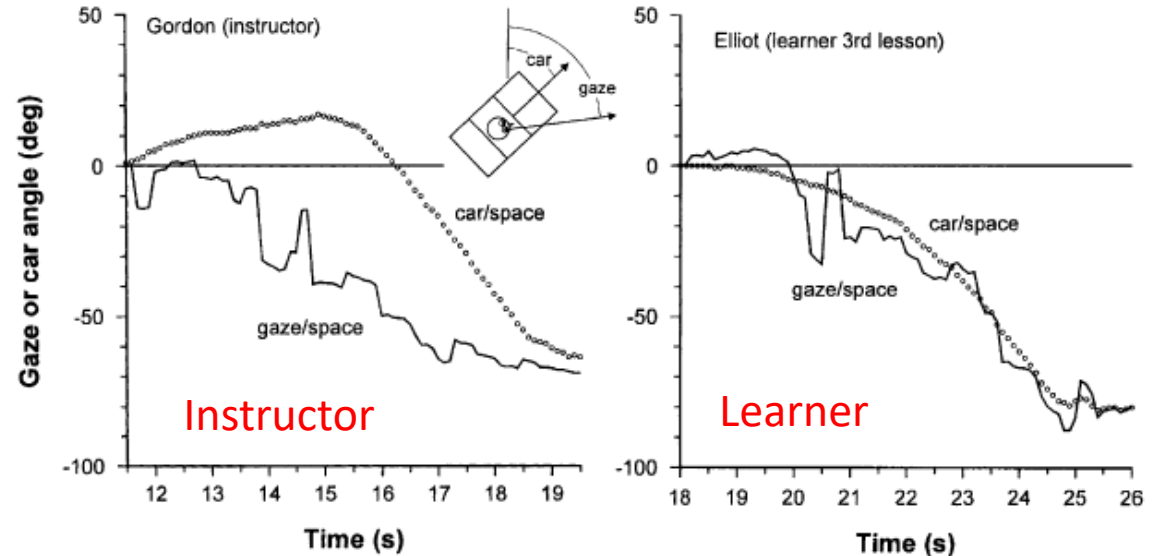 Gaze or car angle (deg)
50
0
-50
-100
Gordon (instructor)
car
gaze
car/space
gaze/space
Instructor
12 13 14 15 16 17 18 19
Time (s)
50
0
-50
-100
Elliot (learner 3rd lesson)
car/space
gaze/space
Learner
18 19 20 21 22 23 24 25 26
Time (s)